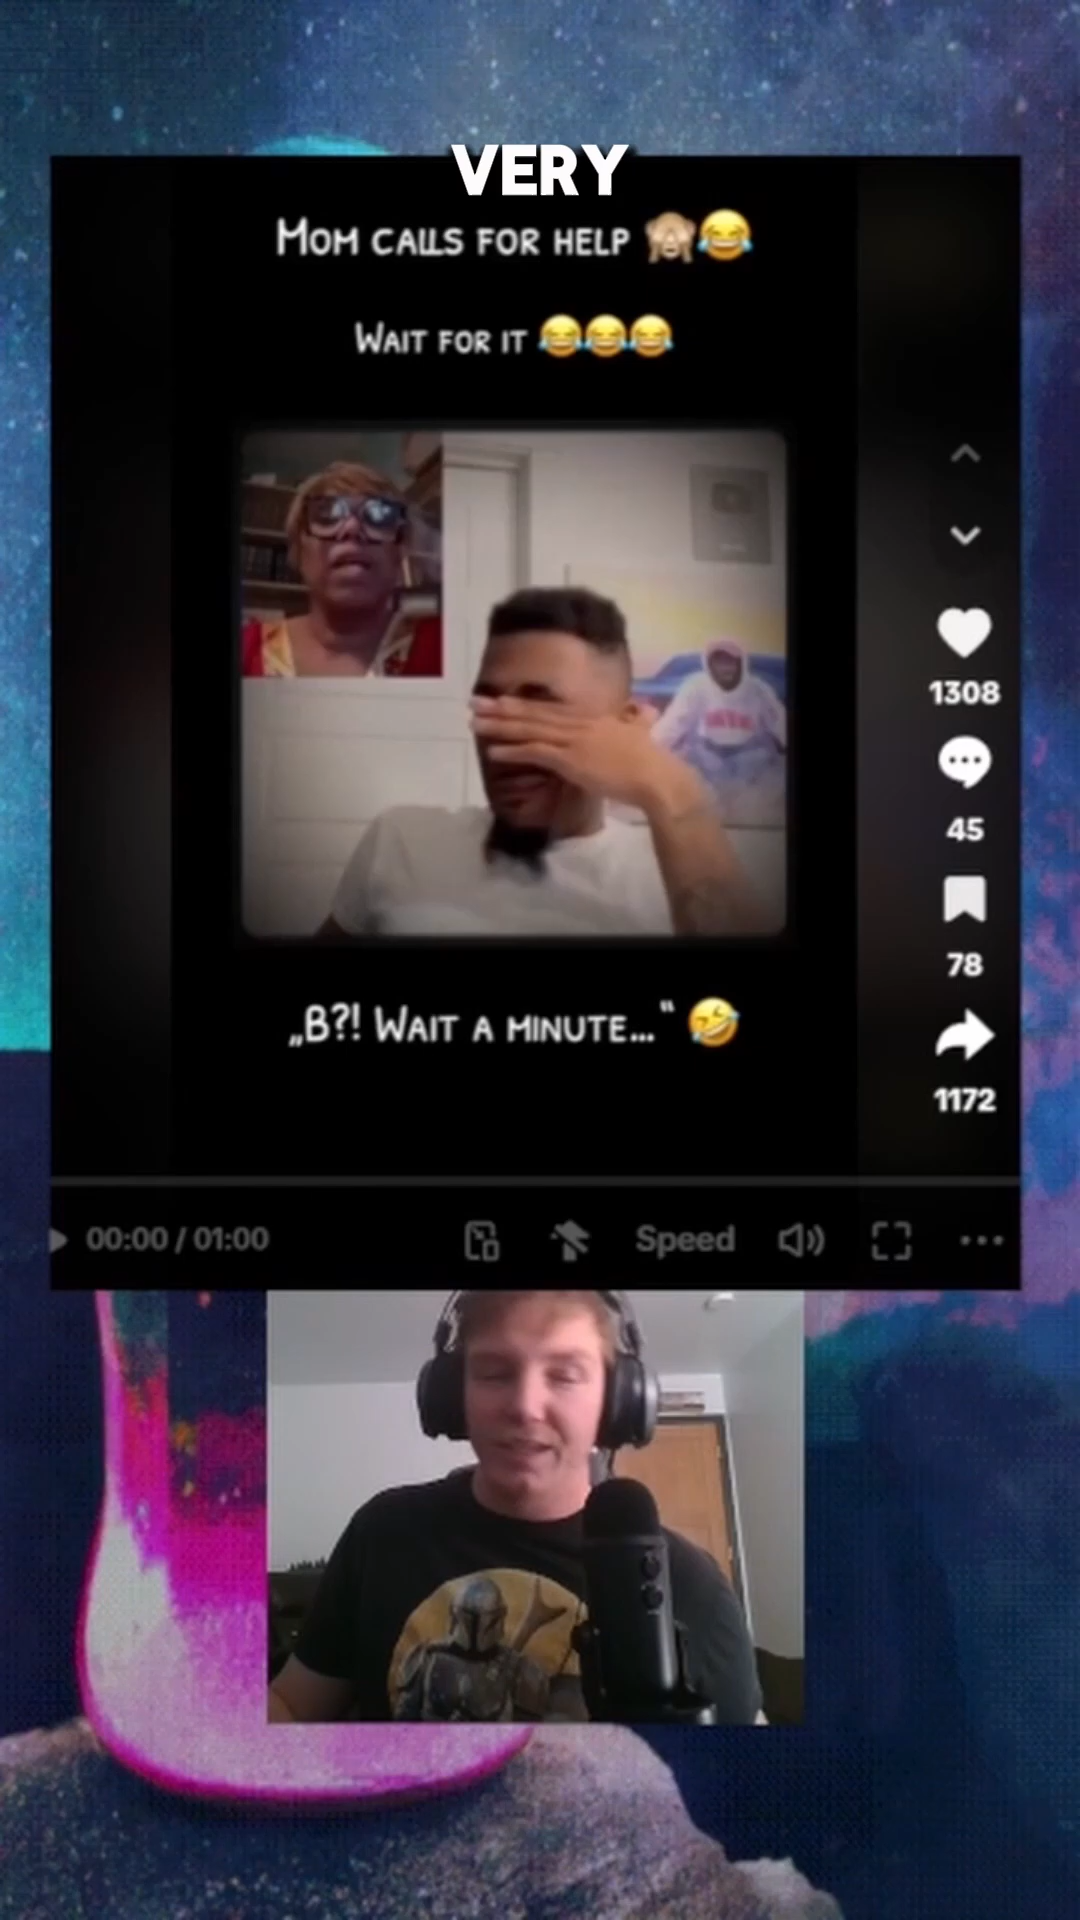 VERY
Mom calls for help 🙈😂
Wait for it 😂😂😂
„B?! Wait a minute...“ 🤣
1308
45
78
1172
00:00 / 01:00
Speed